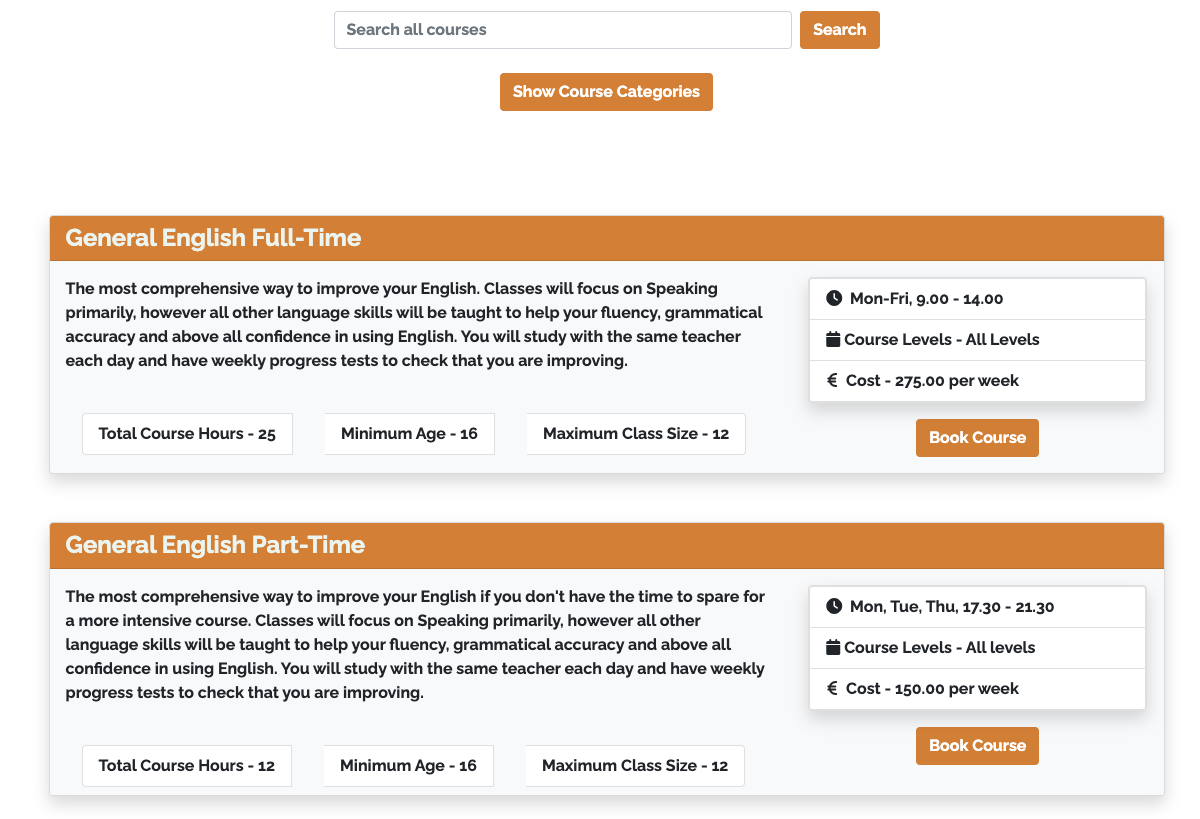 Search all courses
Search
Show Course Categories
General English Full-Time
The most comprehensive way to improve your English. Classes will focus on Speaking
primarily, however all other language skills will be taught to help your fluency, grammatical
accuracy and above all confidence in using English. You will study with the same teacher
each day and have weekly progress tests to check that you are improving.
Total Course Hours - 25
Minimum Age - 16
Maximum Class Size - 12
Mon-Fri, 9.00 - 14.00
Course Levels - All Levels
€ Cost - 275.00 per week
Book Course
General English Part-Time
The most comprehensive way to improve your English if you don't have the time to spare for
a more intensive course. Classes will focus on Speaking primarily, however all other
language skills will be taught to help your fluency, grammatical accuracy and above all
confidence in using English. You will study with the same teacher each day and have weekly
progress tests to check that you are improving.
Total Course Hours - 12
Minimum Age - 16
Maximum Class Size - 12
Mon, Tue, Thu, 17.30 - 21.30
Course Levels - All levels
€ Cost - 150.00 per week
Book Course